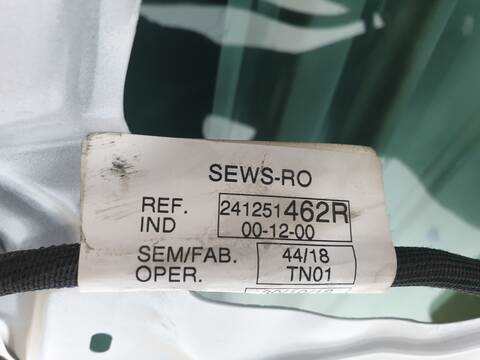 SEWS-RO
REF. 241251462R
IND 00-12-00
SEM/FAB. 44/18
OPER. TN01